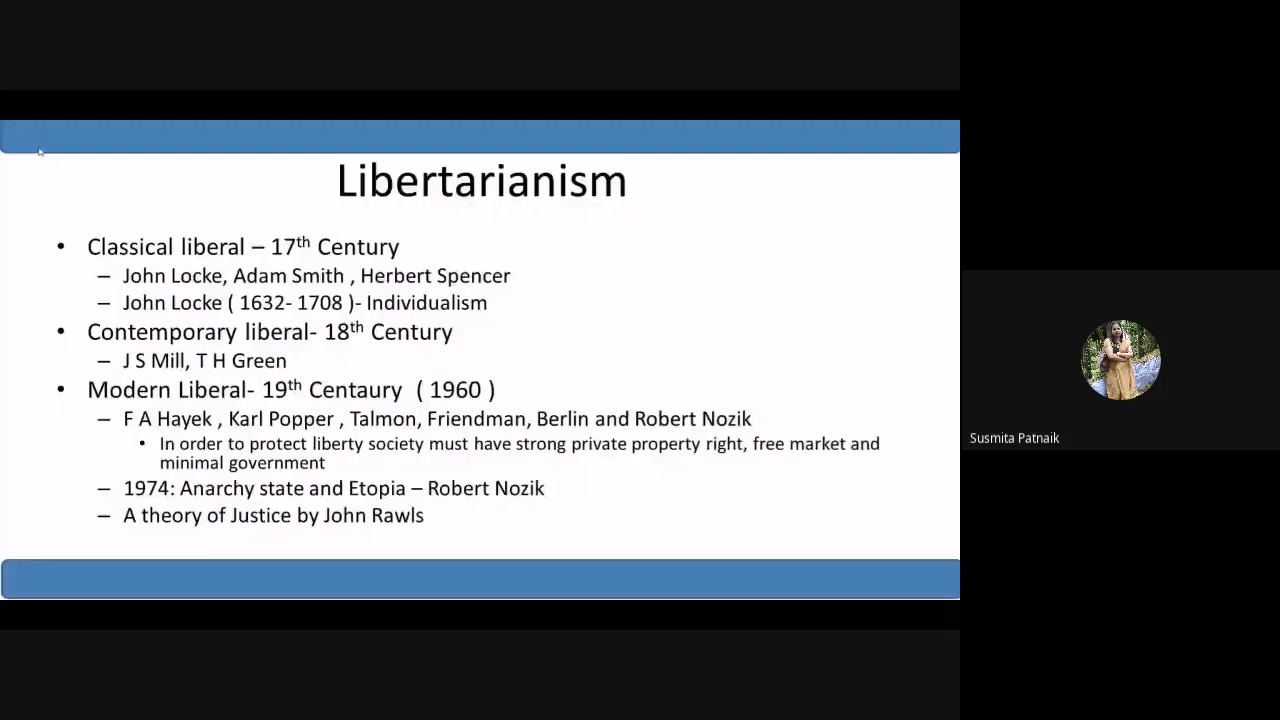 Libertarianism
• Classical liberal – 17th Century
– John Locke, Adam Smith , Herbert Spencer
– John Locke ( 1632- 1708 )- Individualism
• Contemporary liberal- 18th Century
– J S Mill, T H Green
• Modern Liberal- 19th Centaury ( 1960 )
– F A Hayek , Karl Popper , Talmon, Friendman, Berlin and Robert Nozik
• In order to protect liberty society must have strong private property right, free market and
minimal government
– 1974: Anarchy state and Etopia – Robert Nozik
– A theory of Justice by John Rawls
Susmita Patnaik